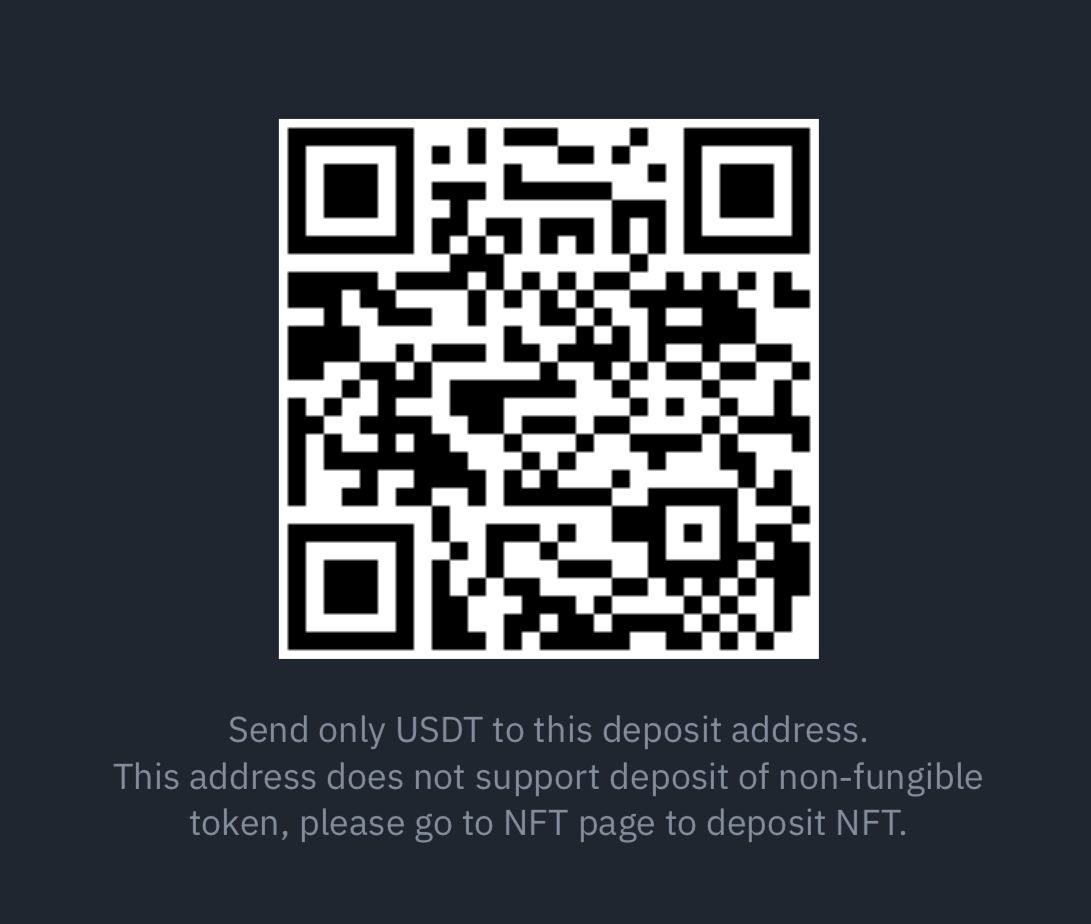 Send only USDT to this deposit address.
This address does not support deposit of non-fungible
token, please go to NFT page to deposit NFT.